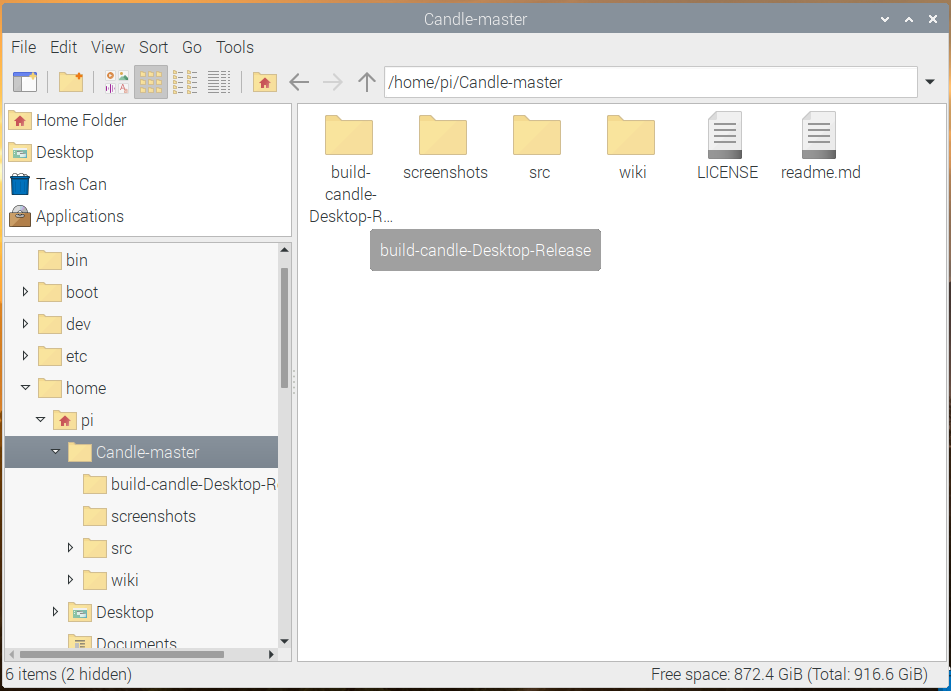 Candle-master
File Edit View Sort Go Tools
/home/pi/Candle-master
Home Folder
Desktop
Trash Can
Applications
bin
boot
dev
etc
home
pi
Candle-master
build-candle-Desktop-R
screenshots
src
wiki
Desktop
Documents
build-
candle-
Desktop-R...
screenshots
src
wiki
LICENSE
readme.md
build-candle-Desktop-Release
6 items (2 hidden)
Free space: 872.4 GiB (Total: 916.6 GiB)